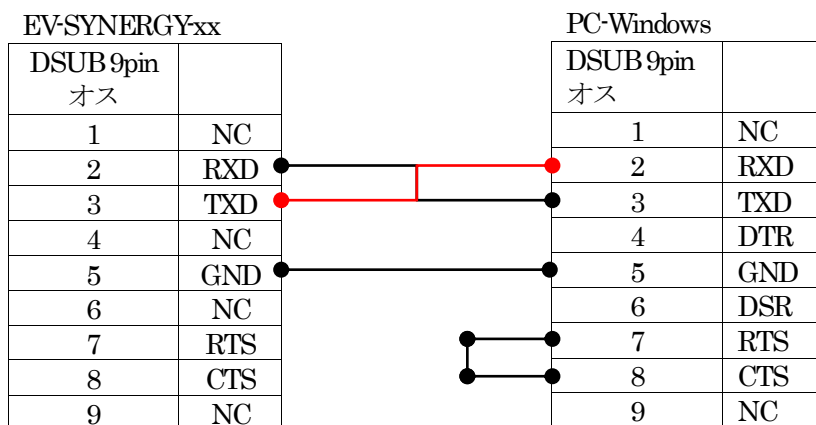 EV-SYNERGY-xx
DSUB 9pin
オス
1 NC
2 RXD
3 TXD
4 NC
5 GND
6 NC
7 RTS
8 CTS
9 NC
PC-Windows
DSUB 9pin
オス
1 NC
2 RXD
3 TXD
4 DTR
5 GND
6 DSR
7 RTS
8 CTS
9 NC